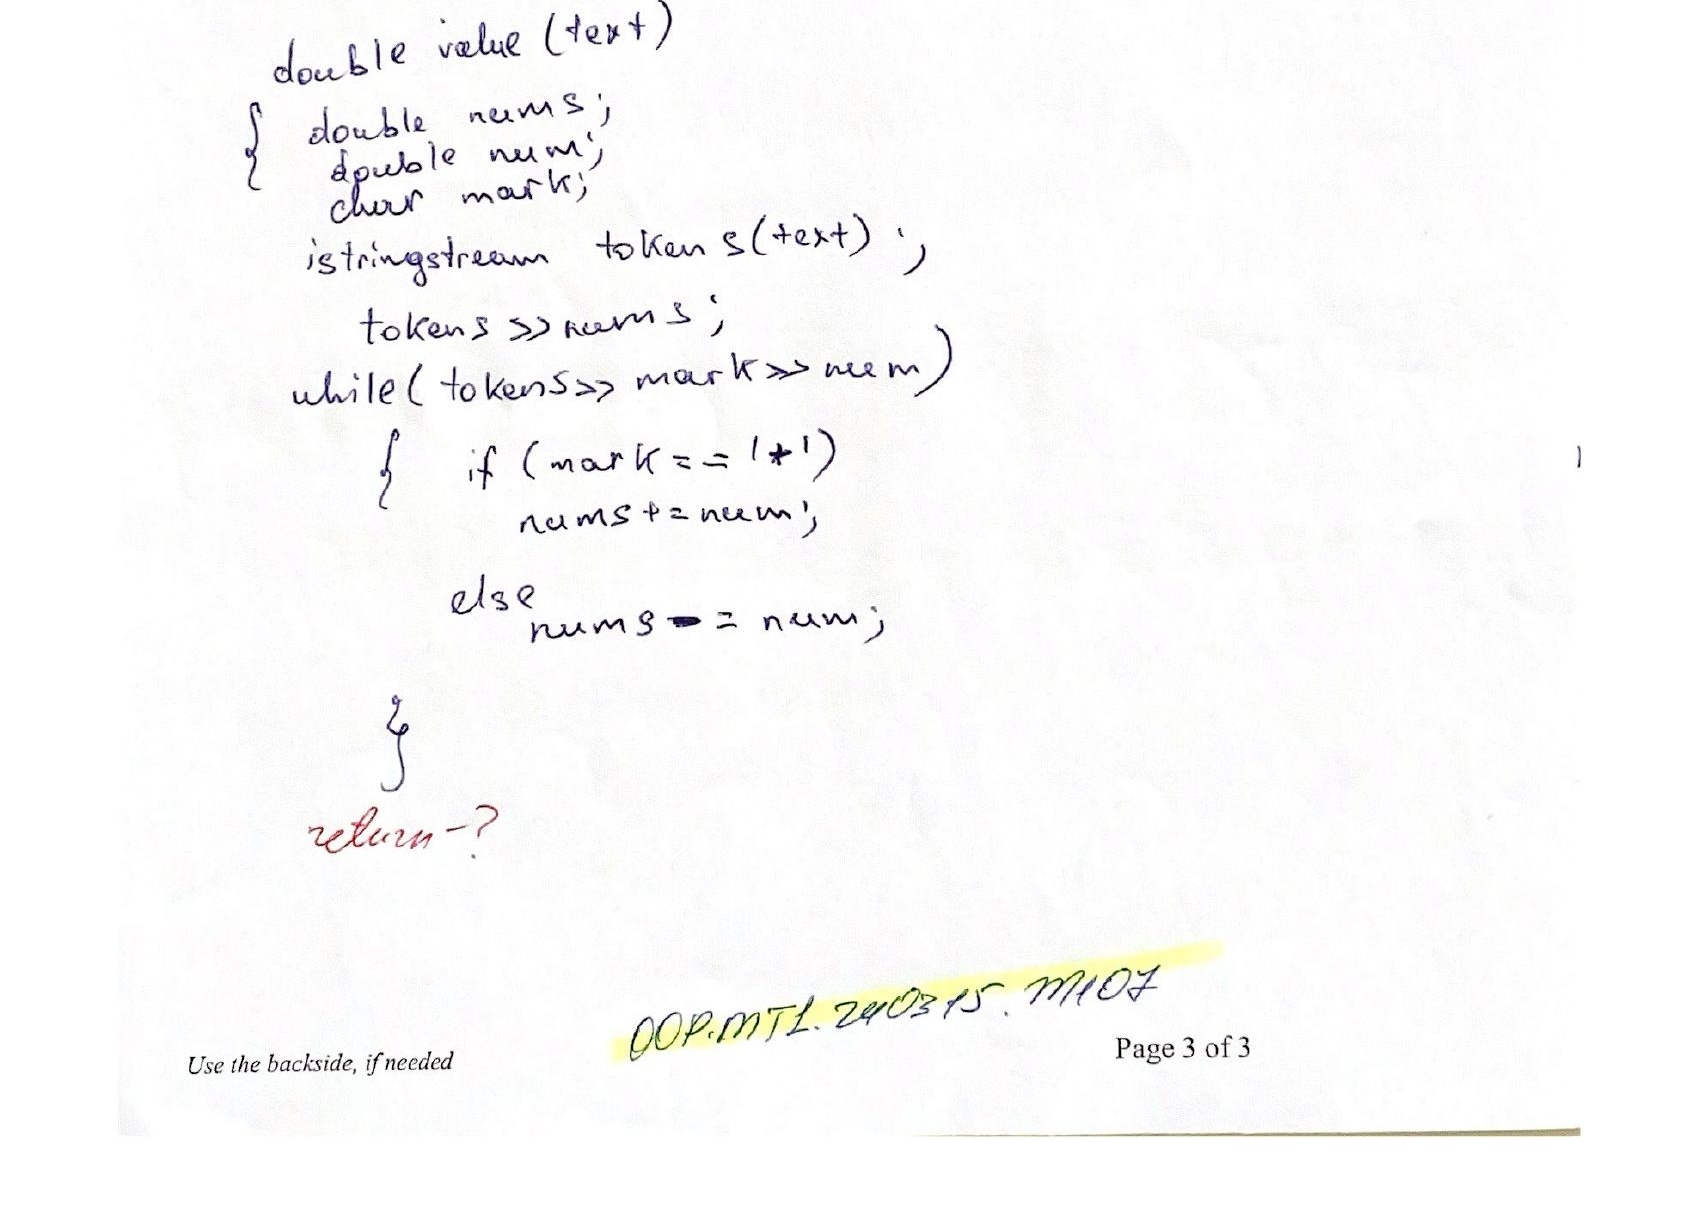 double value (text)
{ double nums;
double num;
char mark;
istringstream tokens(text);
tokens >> nums;
while( tokens>> mark>> num)
{ if (mark == '+')
nums += num;
else
nums -= num;
}
return-?
OOP.MT1.240315.M107
Use the backside, if needed
Page 3 of 3